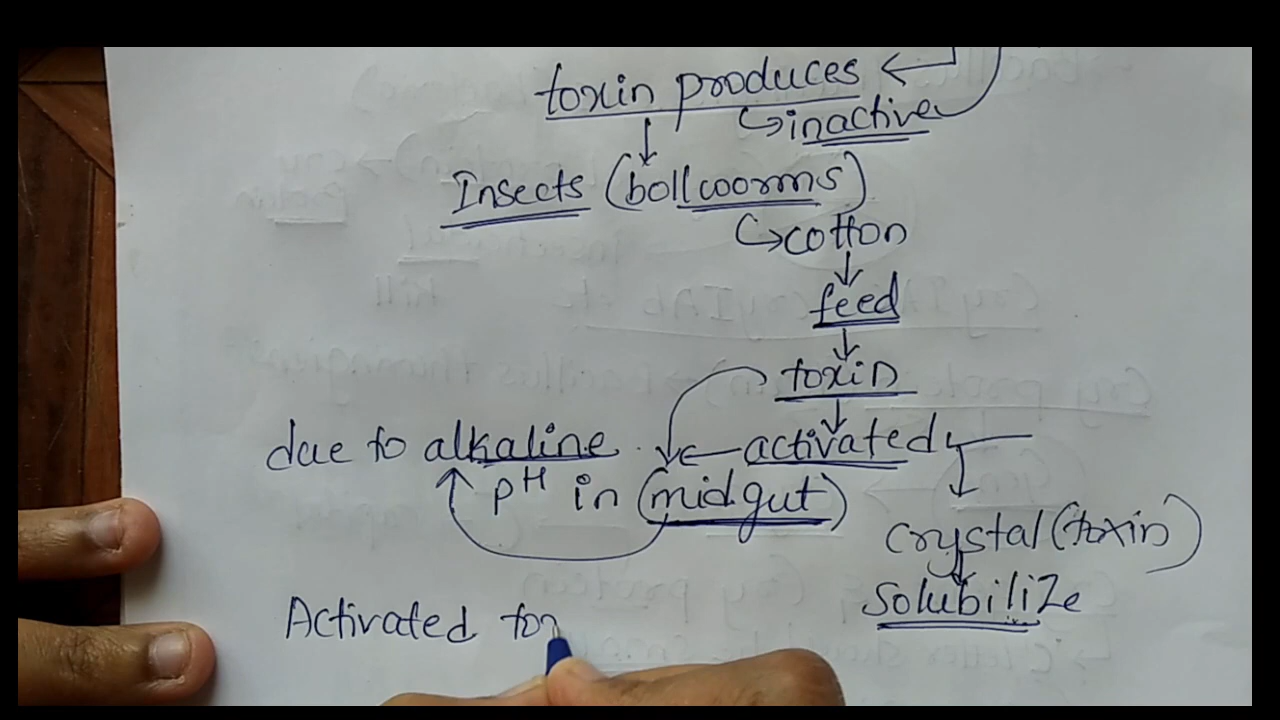 toxin produces
inactive
Insects (bollworms)
cotton
feed
toxin
due to alkaline activated
pH in (midgut)
crystal (toxin)
solubilize
Activated tox